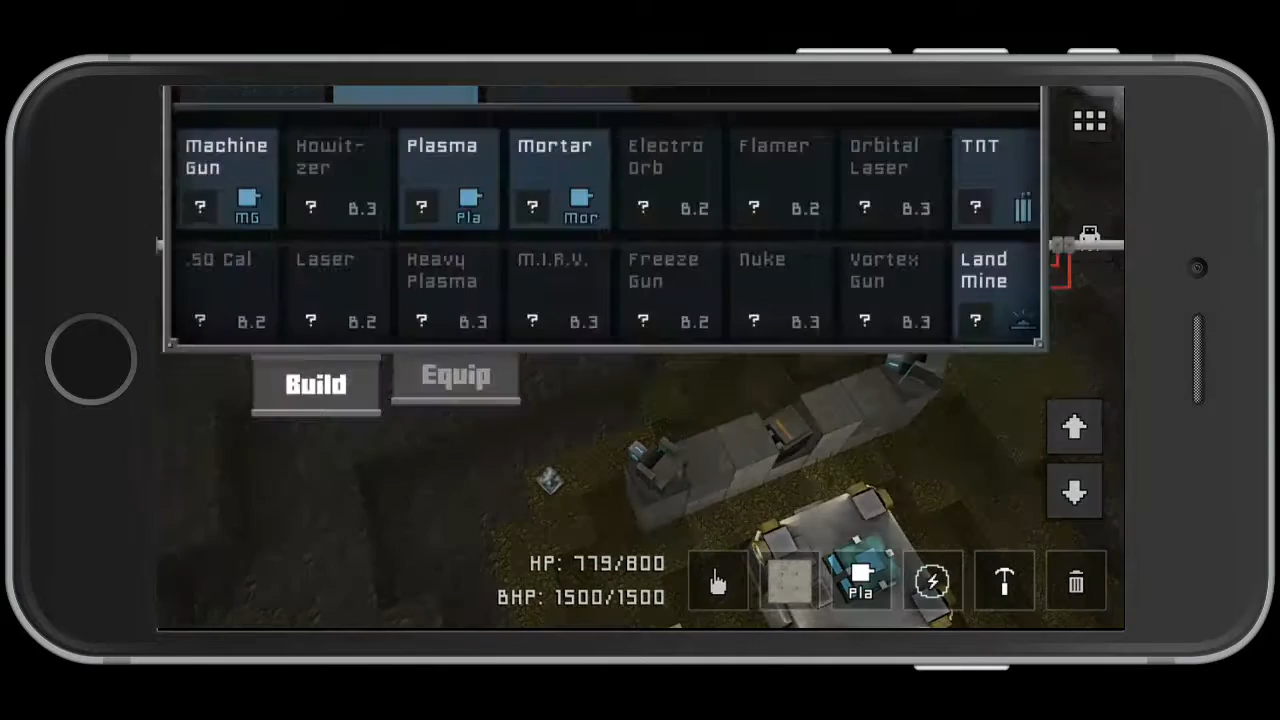 Machine Gun ? MG
Howit-zer ? B.3
Plasma ? Pla
Mortar ? Mor
Electro Orb ? B.2
Flamer ? B.2
Orbital Laser ? B.3
TNT ?
.50 Cal ? B.2
Laser ? B.2
Heavy Plasma ? B.3
M.I.R.V. ? B.3
Freeze Gun ? B.2
Nuke ? B.3
Vortex Gun ? B.3
Land Mine ?
Build
Equip
HP: 779/800
BHP: 1500/1500
Pla